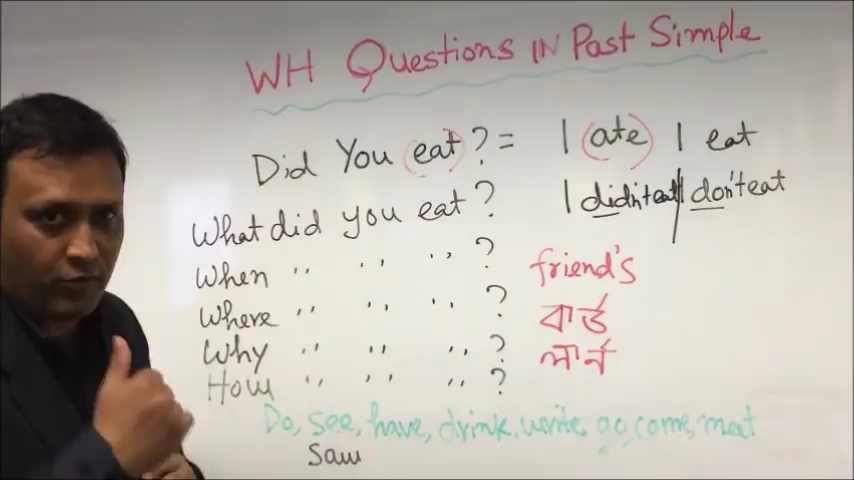 WH Questions IN Past Simple
Did You (eat)? = I (ate) I eat
What did you eat? I didn't eat / I don't eat
When " " " ? friend's
Where " " " ? বার্ড
Why " " " ? লার্ন
How " " " ?
Do, see, have, drink, write, go, come, meat
saw